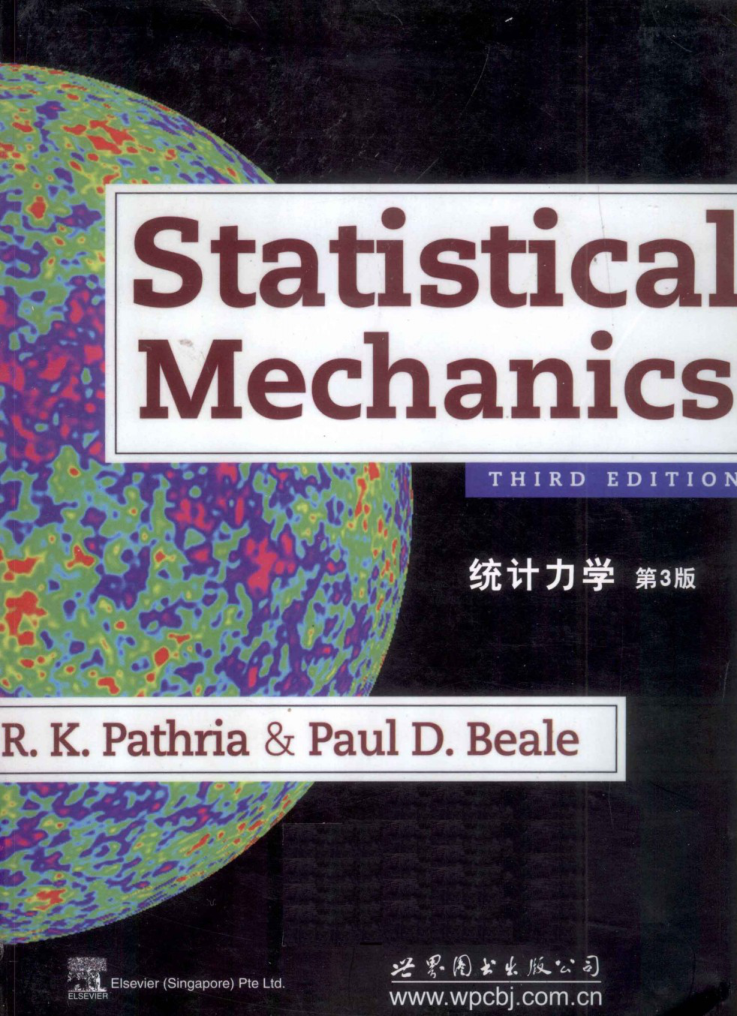 Statistical
Mechanics
THIRD EDITION
统计力学 第3版
R. K. Pathria & Paul D. Beale
ELSEVIER
Elsevier (Singapore) Pte Ltd.
世界图书出版公司
www.wpcbj.com.cn